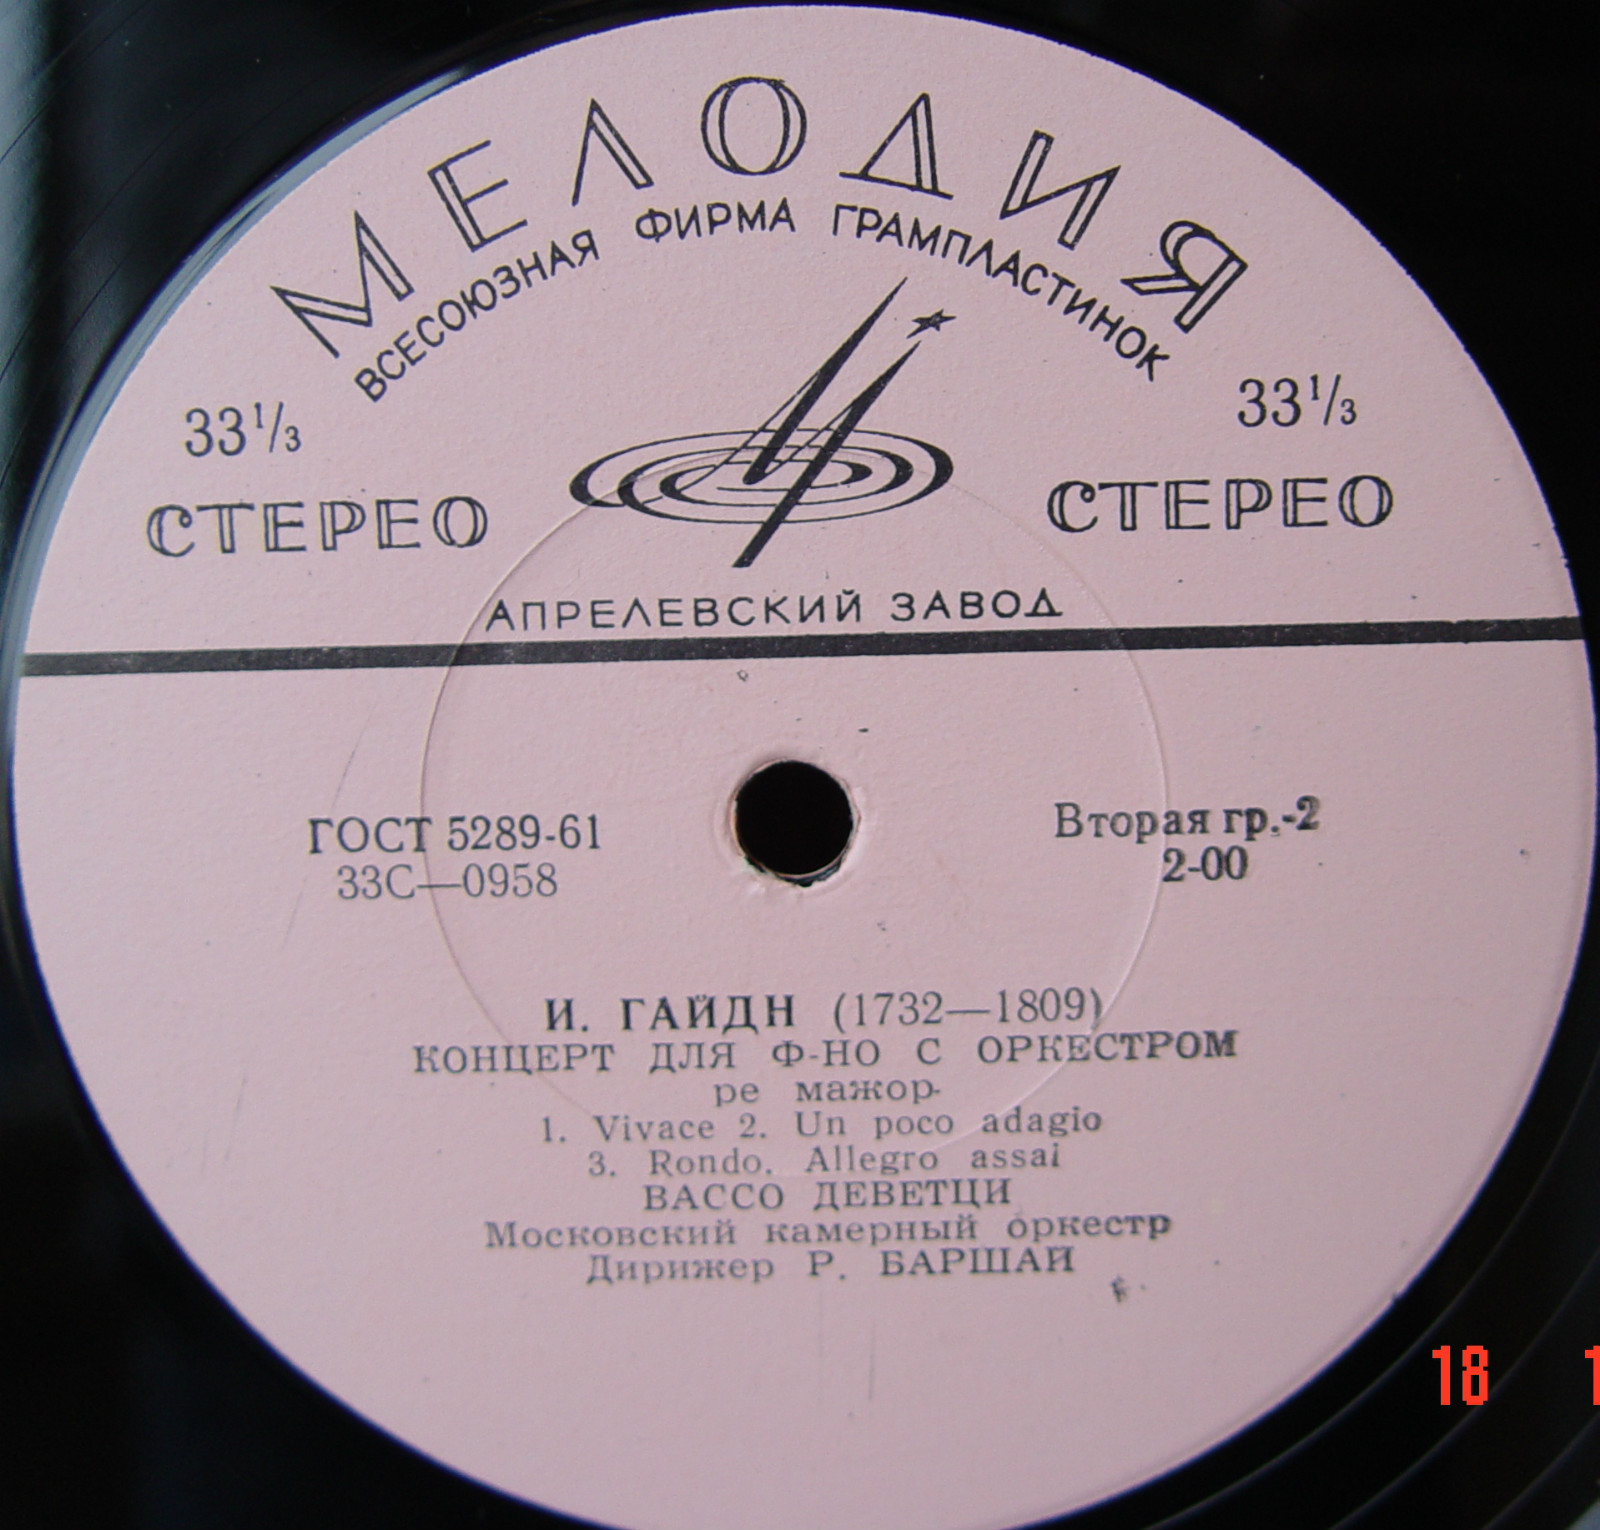 МЕЛОДИЯ
ВСЕСОЮЗНАЯ ФИРМА ГРАМПЛАСТИНОК
33⅓ 33⅓
СТЕРЕО СТЕРЕО
АПРЕЛЕВСКИЙ ЗАВОД
ГОСТ 5289-61 Вторая гр.-2
33С—0958 2-00
И. ГАЙДН (1732—1809)
КОНЦЕРТ ДЛЯ Ф-НО С ОРКЕСТРОМ
ре мажор
1. Vivace 2. Un poco adagio
3. Rondo. Allegro assai
ВАССО ДЕВЕТЦИ
Московский камерный оркестр
Дирижер Р. БАРШАЙ
18 1